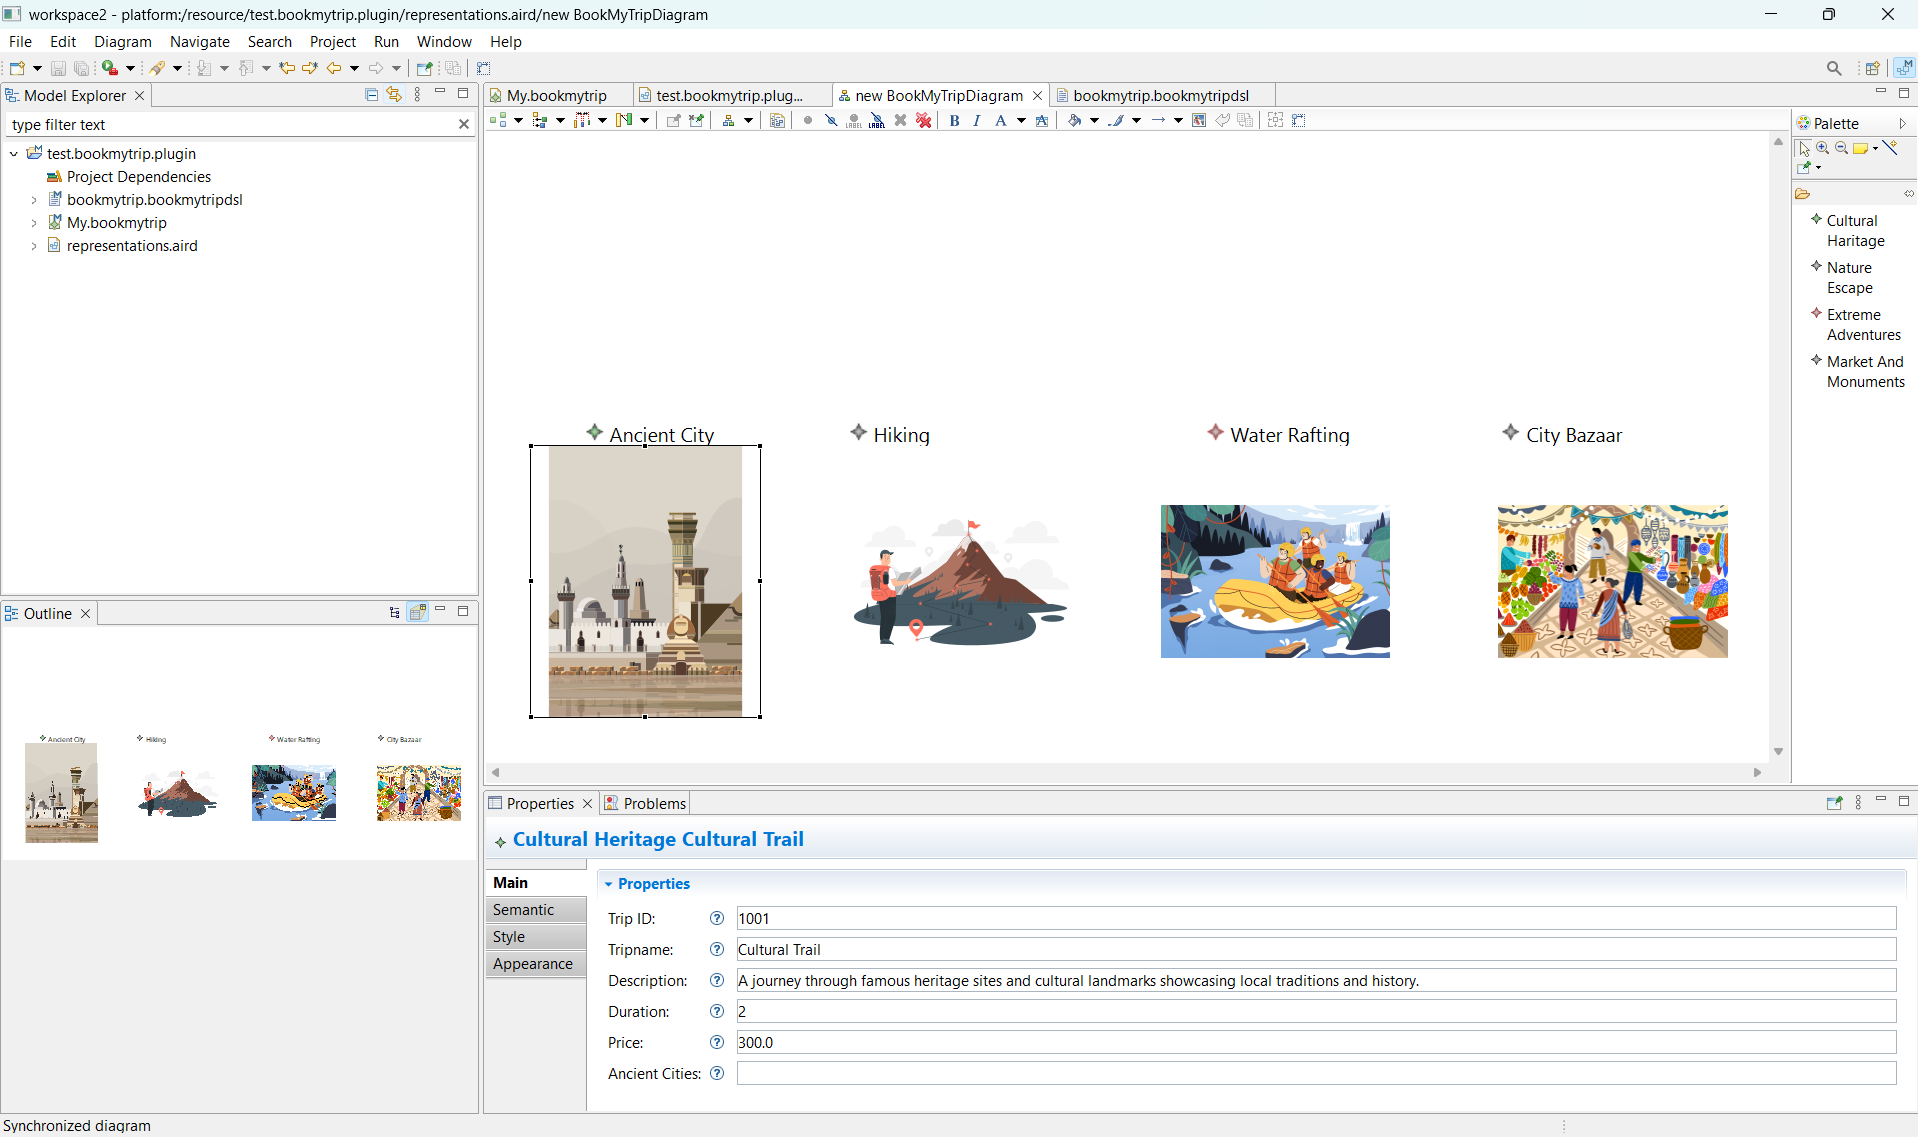 workspace2 - platform:/resource/test.bookmytrip.plugin/representations.aird/new BookMyTripDiagram
File Edit Diagram Navigate Search Project Run Window Help
Model Explorer
type filter text
test.bookmytrip.plugin
Project Dependencies
bookmytrip.bookmytripdsl
My.bookmytrip
representations.aird
My.bookmytrip test.bookmytrip.plug... new BookMyTripDiagram bookmytrip.bookmytripdsl
LABEL LABEL B I A A
Palette
Cultural
Haritage
Nature
Escape
Extreme
Adventures
Market And
Monuments
Ancient City Hiking Water Rafting City Bazaar
Outline
Ancient City Hiking Water Rafting City Bazaar
Properties Problems
Cultural Heritage Cultural Trail
Main
Semantic
Style
Appearance
Properties
Trip ID: 1001
Tripname: Cultural Trail
Description: A journey through famous heritage sites and cultural landmarks showcasing local traditions and history.
Duration: 2
Price: 300.0
Ancient Cities:
Synchronized diagram